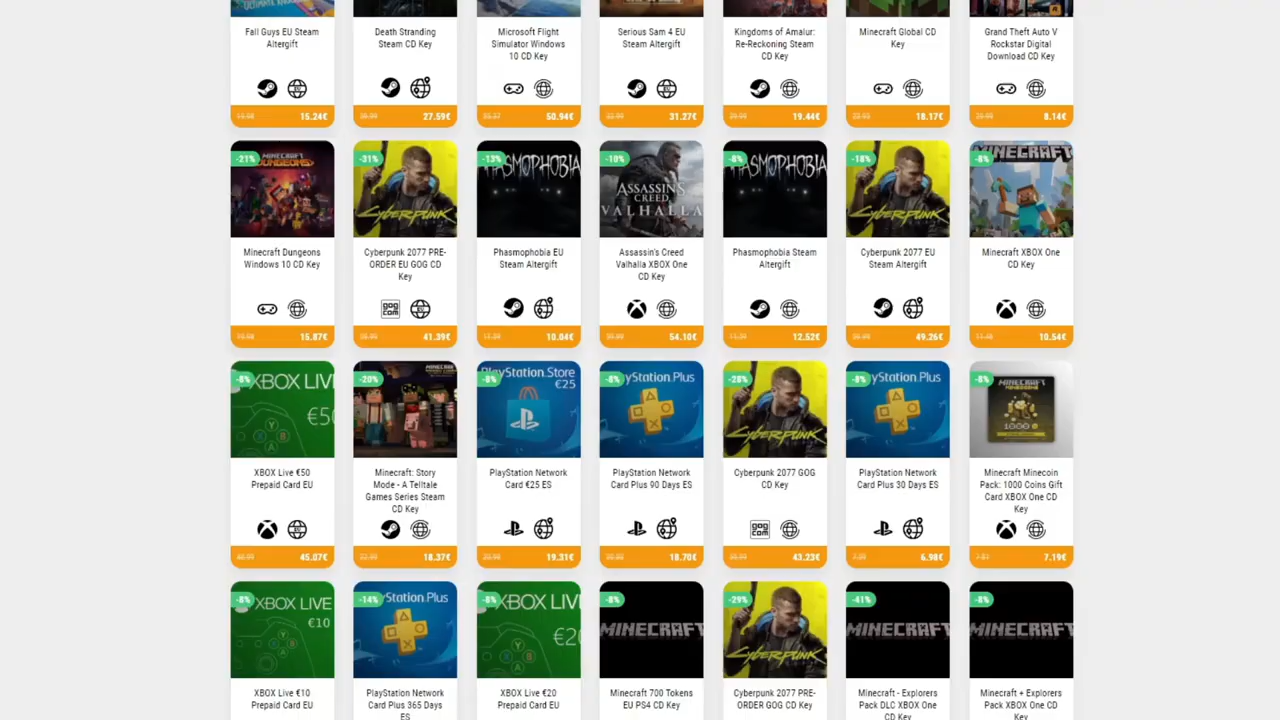 Fall Guys EU Steam
Altergift
15.24€
Death Stranding
Steam CD Key
27.59€
Microsoft Flight
Simulator Windows
10 CD Key
50.94€
Serious Sam 4 EU
Steam Altergift
31.27€
Kingdoms of Amalur:
Re-Reckoning Steam
CD Key
19.44€
Minecraft Global CD
Key
18.17€
Grand Theft Auto V
Rockstar Digital
Download CD Key
8.14€
-21%
MINECRAFT
DUNGEONS
Minecraft Dungeons
Windows 10 CD Key
15.87€
-31%
CYBERPUNK
Cyberpunk 2077 PRE-
ORDER EU GOG CD
Key
gog
com
41.39€
-13%
PHASMOPHOBIA
Phasmophobia EU
Steam Altergift
10.04€
-10%
ASSASSIN'S
CREED
VALHALLA
Assassin's Creed
Valhalla XBOX One
CD Key
54.10€
-8%
HASMOPHOBIA
Phasmophobia Steam
Altergift
12.52€
-18%
CYBERPUNK
Cyberpunk 2077 EU
Steam Altergift
49.26€
-8%
MINECRAFT
Minecraft XBOX One
CD Key
10.54€
-8%
XBOX LIVE
€50
XBOX Live €50
Prepaid Card EU
45.07€
-20%
MINECRAFT
Minecraft: Story
Mode - A Telltale
Games Series Steam
CD Key
18.37€
-8%
PlayStation Store
€25
PlayStation Network
Card €25 ES
19.31€
-8%
PlayStation Plus
PlayStation Network
Card Plus 90 Days ES
18.70€
-28%
CYBERPUNK
Cyberpunk 2077 GOG
CD Key
gog
com
43.23€
-8%
PlayStation Plus
PlayStation Network
Card Plus 30 Days ES
6.98€
-8%
MINECRAFT
1000
Minecraft Minecoin
Pack: 1000 Coins Gift
Card XBOX One CD
Key
7.19€
-8%
XBOX LIVE
€10
XBOX Live €10
Prepaid Card EU
-14%
PlayStation.Plus
PlayStation Network
Card Plus 365 Days
ES
-8%
XBOX LIVE
€20
XBOX Live €20
Prepaid Card EU
-8%
MINECRAFT
Minecraft 700 Tokens
EU PS4 CD Key
-29%
CYBERPUNK
Cyberpunk 2077 PRE-
ORDER GOG CD Key
-41%
MINECRAFT
Minecraft - Explorers
Pack DLC XBOX One
CD Key
-8%
MINECRAFT
Minecraft + Explorers
Pack XBOX One CD
Key